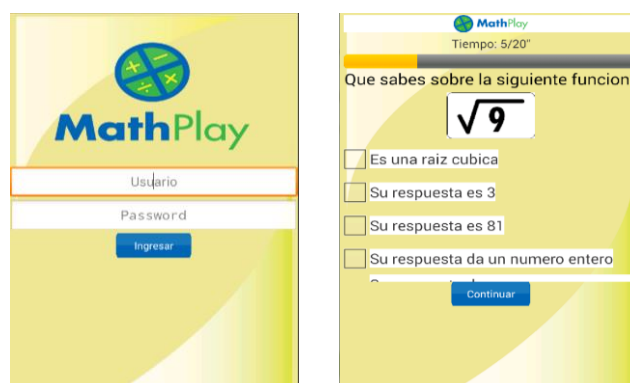 MathPlay
Usuario
Password
Ingresar
MathPlay
Tiempo: 5/20"
Que sabes sobre la siguiente funcion
√9
Es una raiz cubica
Su respuesta es 3
Su respuesta es 81
Su respuesta da un numero entero
Continuar